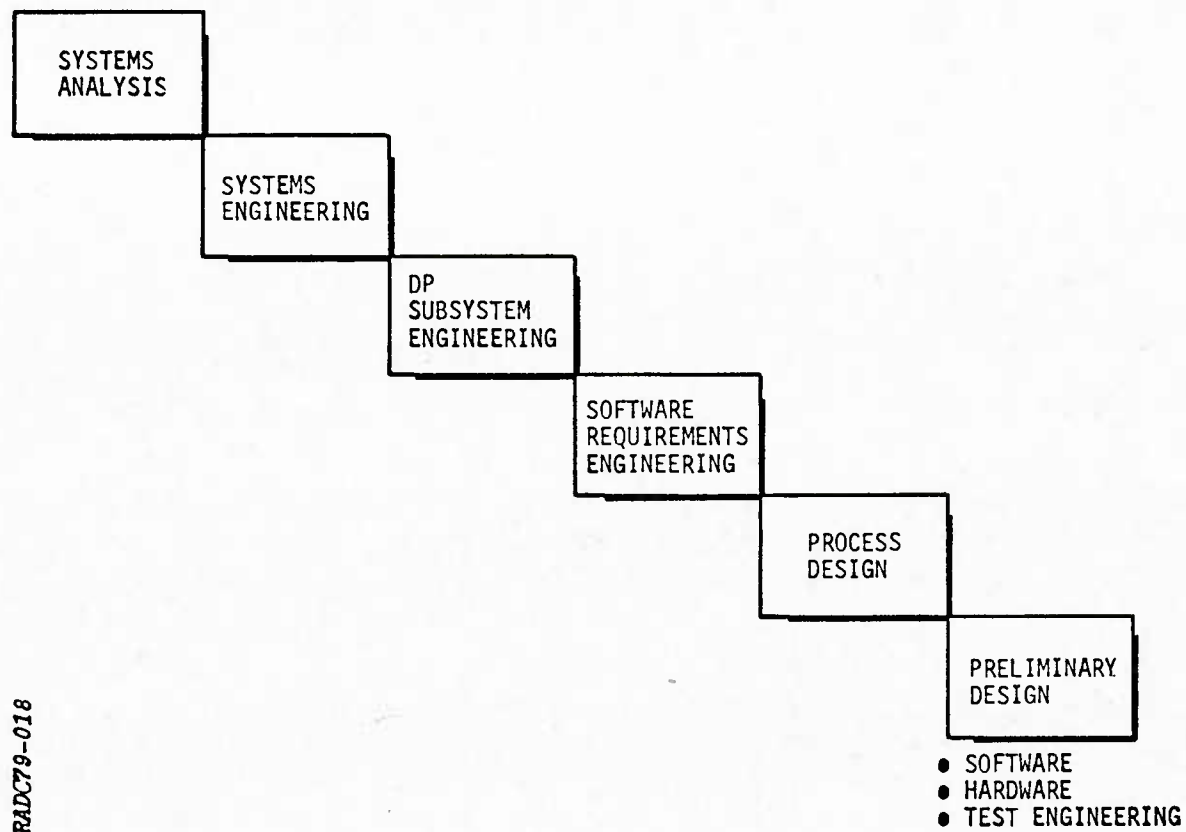 SYSTEMS
ANALYSIS
SYSTEMS
ENGINEERING
DP
SUBSYSTEM
ENGINEERING
SOFTWARE
REQUIREMENTS
ENGINEERING
PROCESS
DESIGN
PRELIMINARY
DESIGN
• SOFTWARE
• HARDWARE
• TEST ENGINEERING
RADC79-018